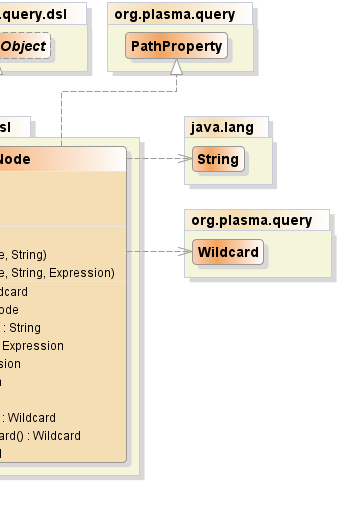 .query.dsl
org.plasma.query
Object
PathProperty
sl
java.lang
Node
String
org.plasma.query
e, String)
Wildcard
e, String, Expression)
dcard
ode
: String
Expression
sion
: Wildcard
ard() : Wildcard